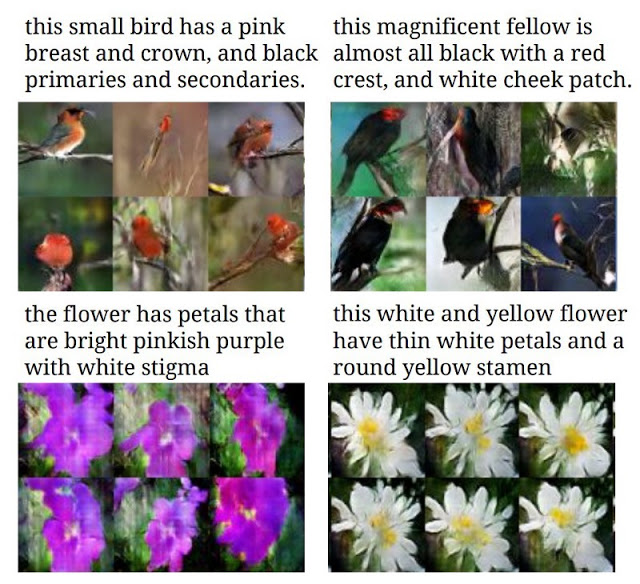 this small bird has a pink
breast and crown, and black
primaries and secondaries.
this magnificent fellow is
almost all black with a red
crest, and white cheek patch.
the flower has petals that
are bright pinkish purple
with white stigma
this white and yellow flower
have thin white petals and a
round yellow stamen